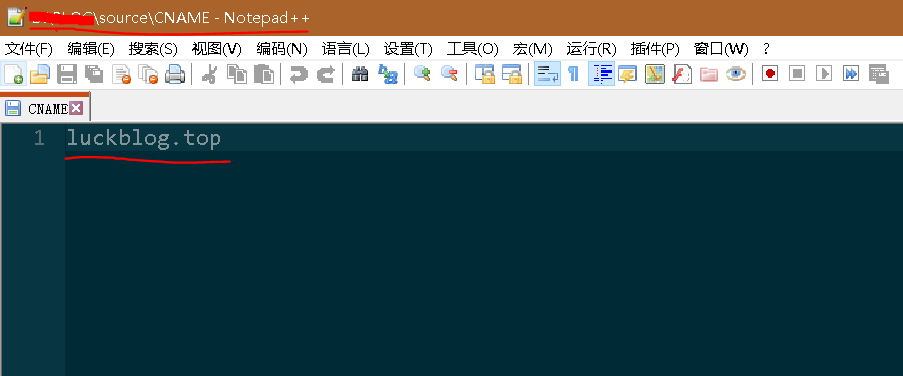 \source\CNAME - Notepad++
文件(F) 编辑(E) 搜索(S) 视图(V) 编码(N) 语言(L) 设置(T) 工具(O) 宏(M) 运行(R) 插件(P) 窗口(W) ?
CNAME
1 luckblog.top